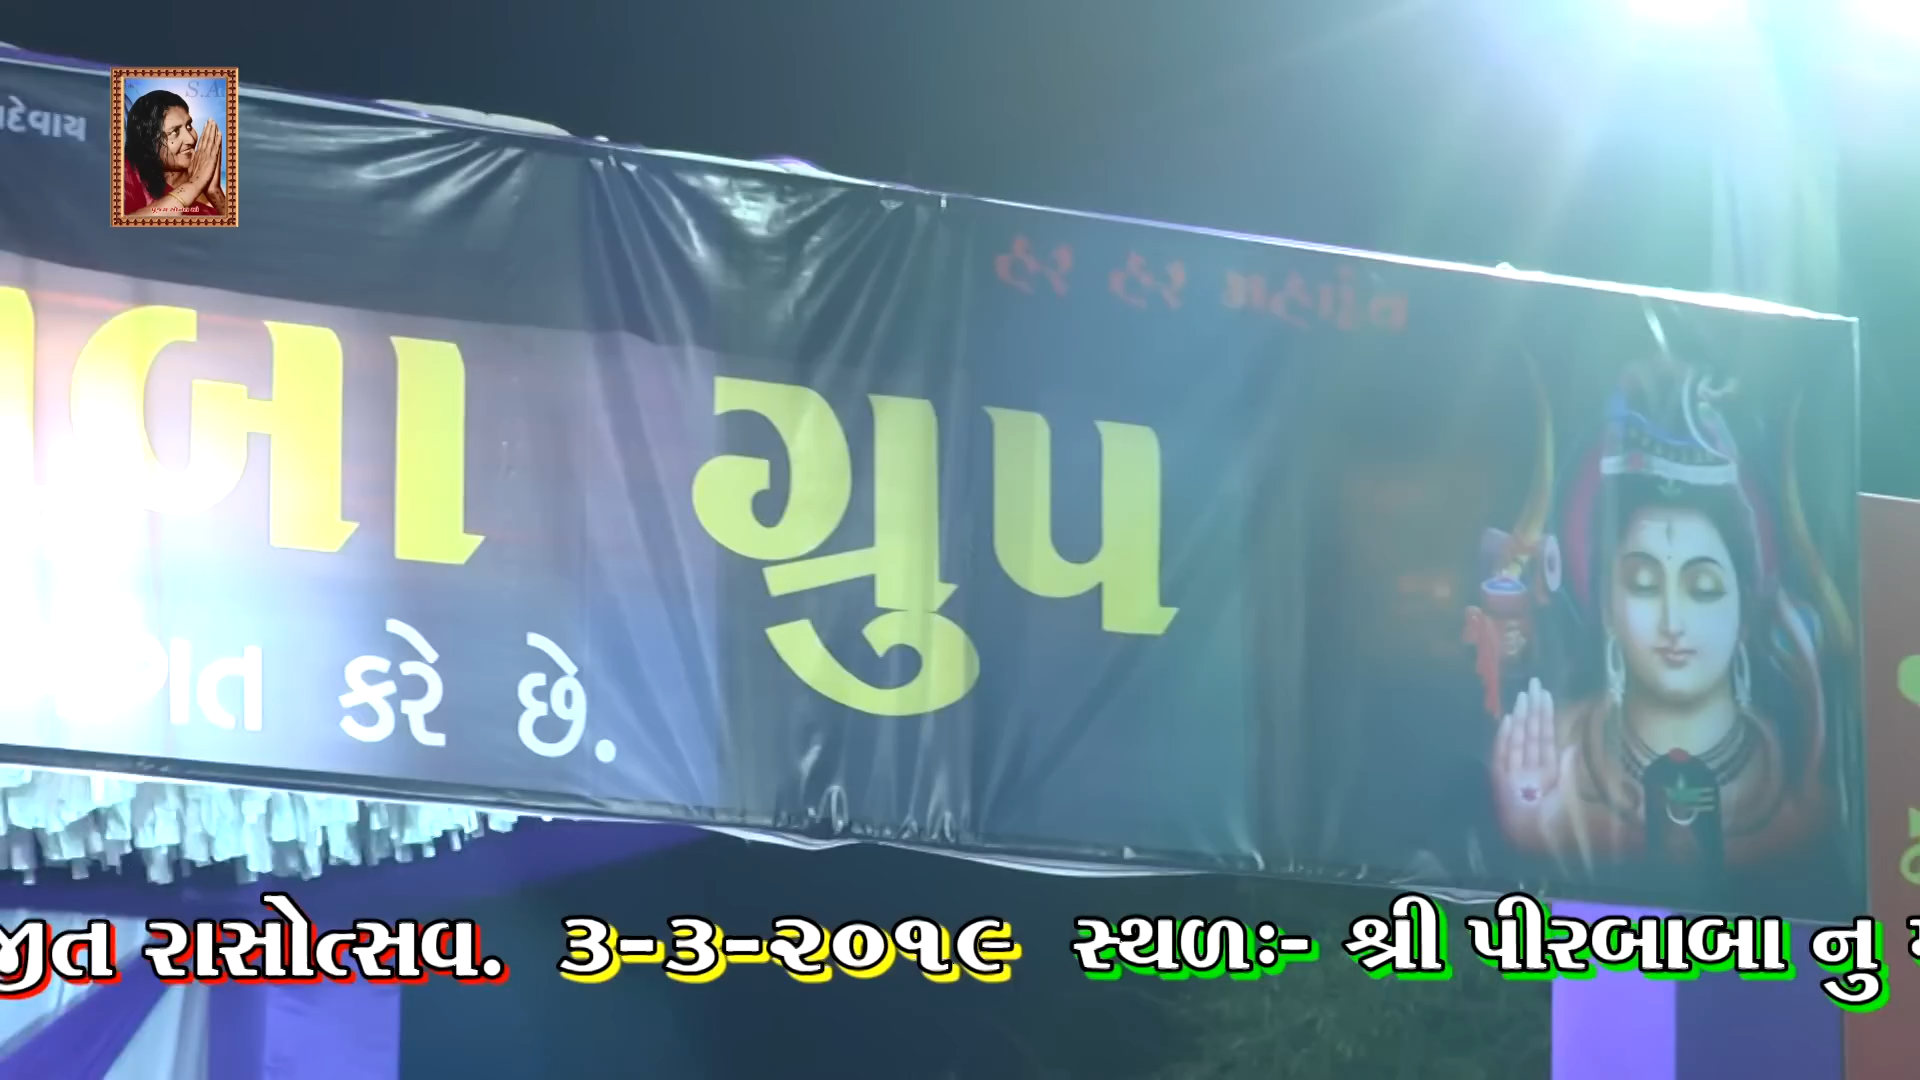 S.A.
હર હર મહાદેવ
બા ગ્રુપ
કરે છે.
રાસોત્સવ. ૩-૩-૨૦૧૯ સ્થળઃ- શ્રી પીરબાબા નુ